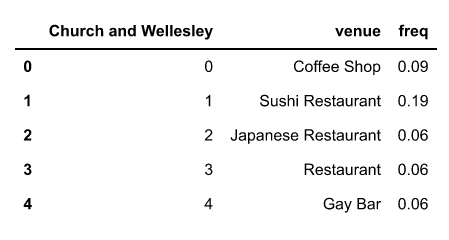 Church and Wellesley venue freq
0 0 Coffee Shop 0.09
1 1 Sushi Restaurant 0.19
2 2 Japanese Restaurant 0.06
3 3 Restaurant 0.06
4 4 Gay Bar 0.06